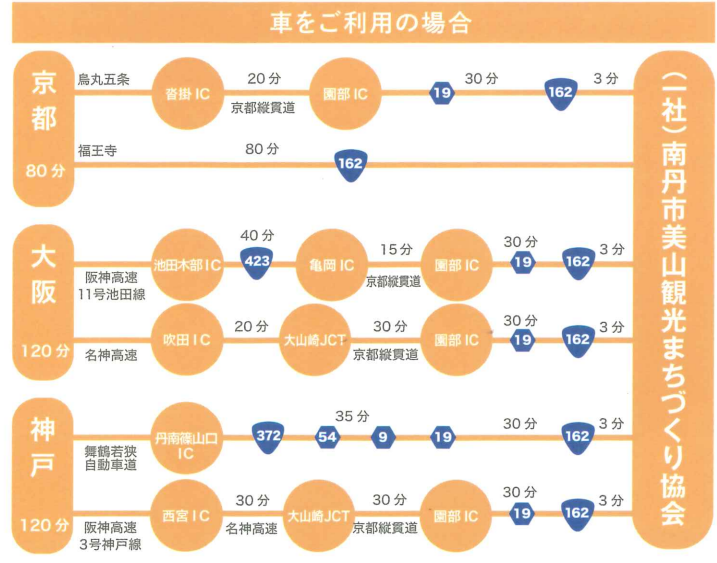 車をご利用の場合
京都
80分
烏丸五条
沓掛IC
20分
京都縦貫道
園部IC
19
30分
162
3分
福王寺
80分
162
大阪
120分
阪神高速
11号池田線
池田木部IC
40分
423
亀岡IC
15分
京都縦貫道
園部IC
30分
19
162
3分
名神高速
吹田IC
20分
大山崎JCT
30分
京都縦貫道
園部IC
30分
19
162
3分
神戸
120分
舞鶴若狭
自動車道
丹南篠山口
IC
372
35分
54
9
19
30分
162
3分
阪神高速
3号神戸線
西宮IC
30分
名神高速
大山崎JCT
30分
京都縦貫道
園部IC
30分
19
162
3分
(一社)南丹市美山観光まちづくり協会